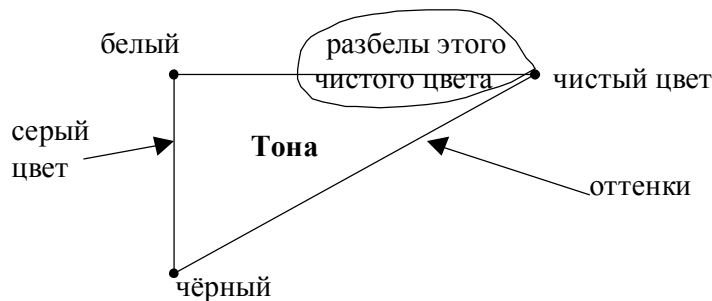 белый
разбелы этого
чистого цвета
чистый цвет
серый
цвет
Тона
оттенки
чёрный